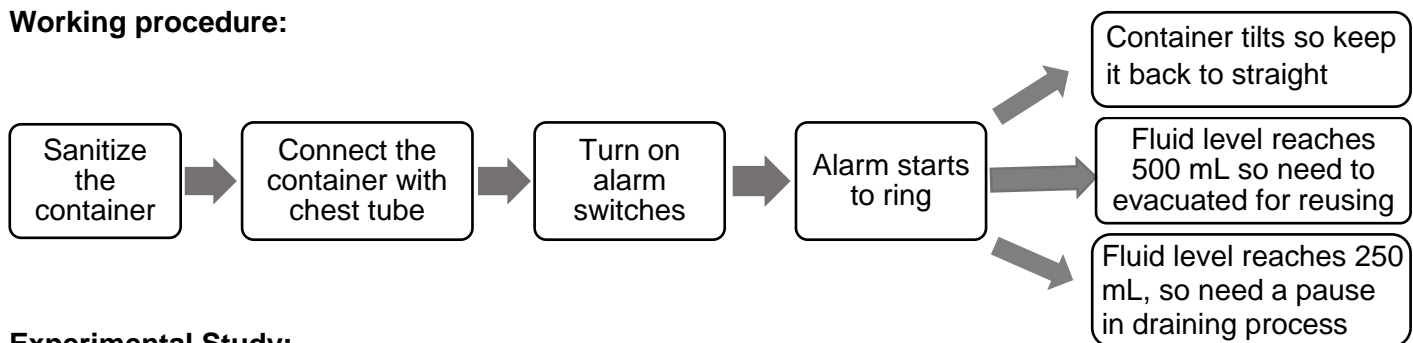 Working procedure:
Sanitize
the
container
Connect the
container with
chest tube
Turn on
alarm
switches
Alarm starts
to ring
Container tilts so keep
it back to straight
Fluid level reaches
500 mL so need to
evacuated for reusing
Fluid level reaches 250
mL, so need a pause
in draining process
Experimental Study: